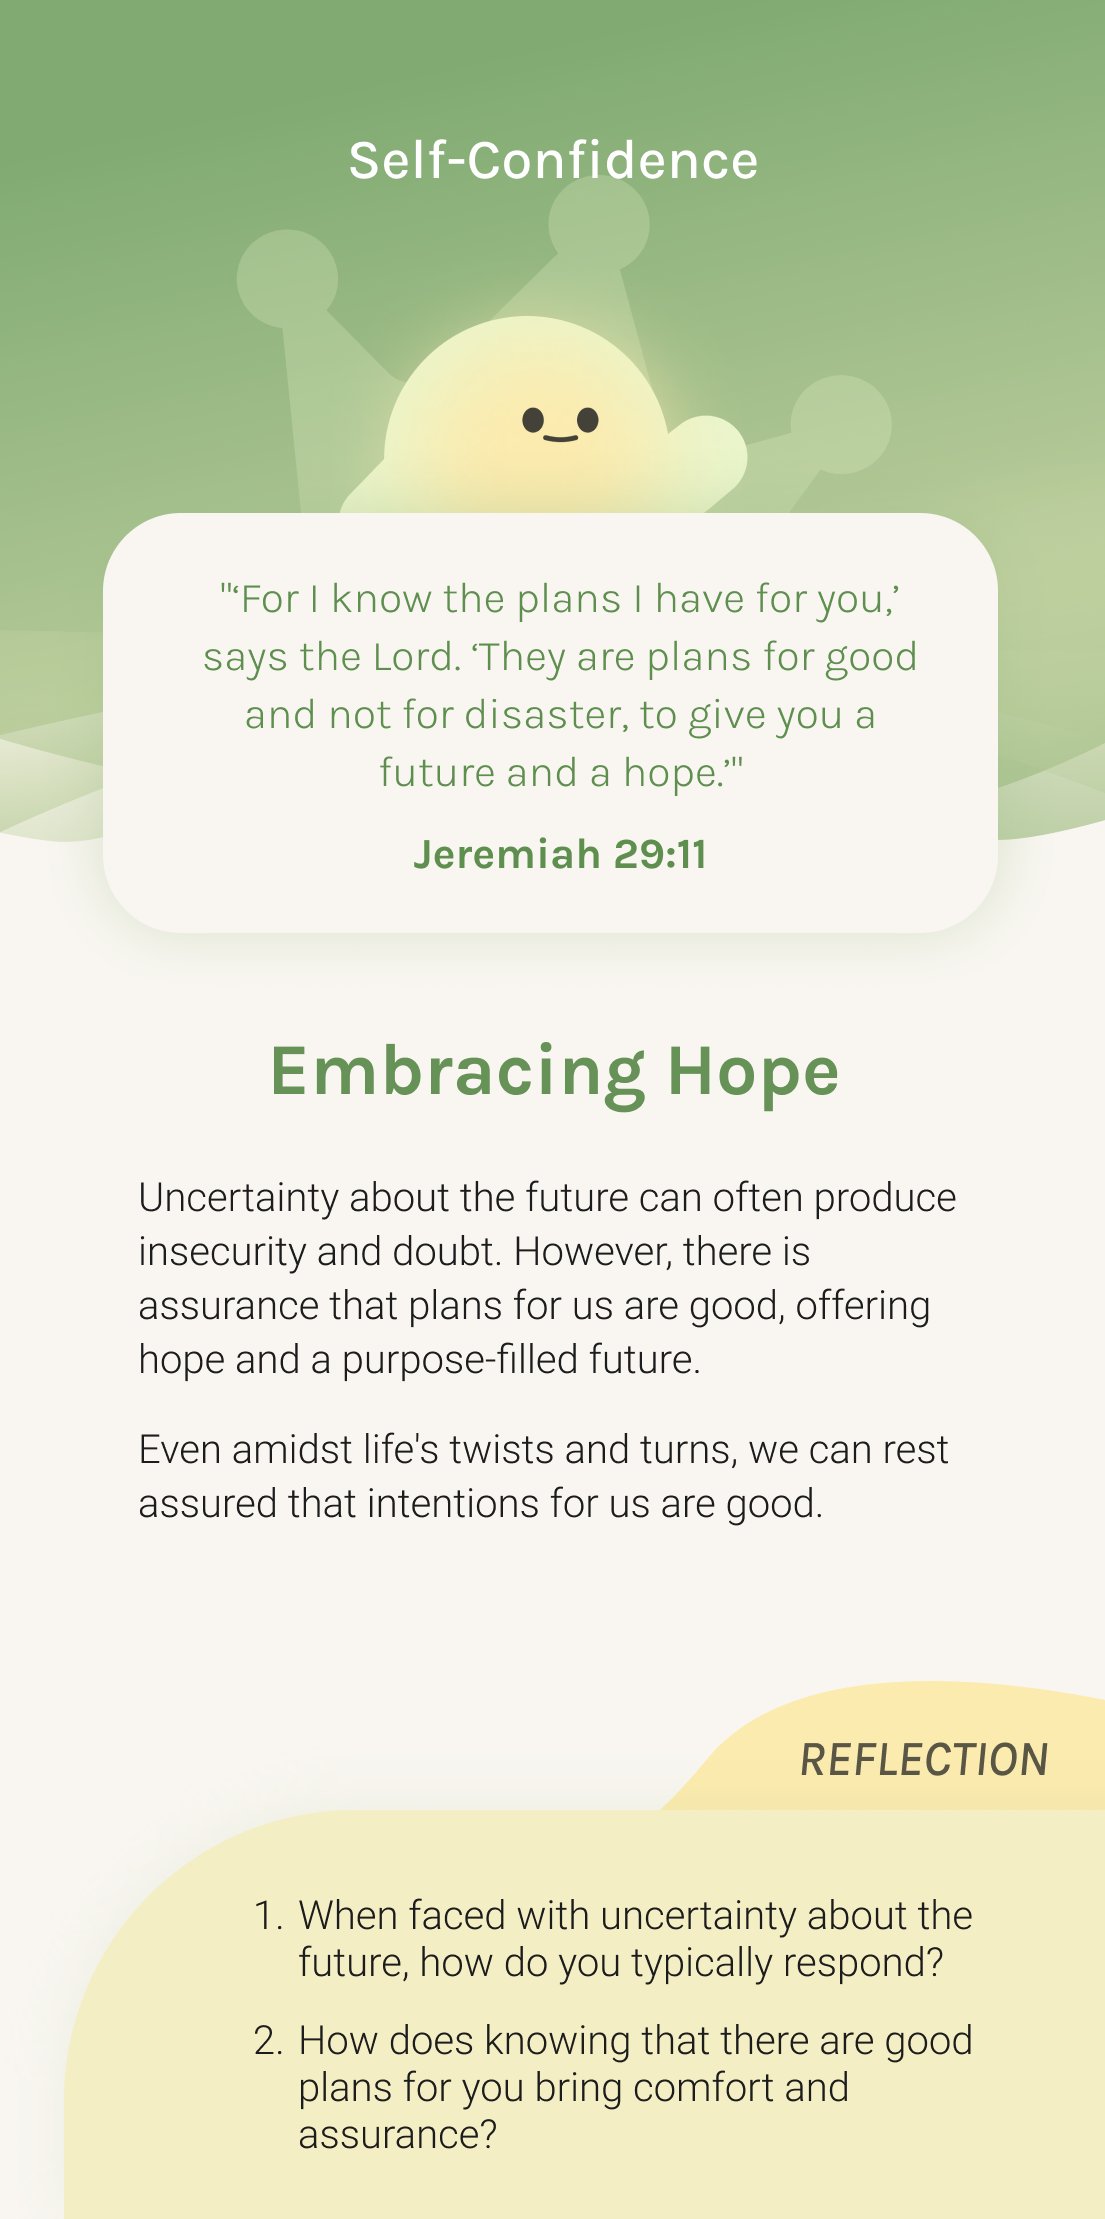 Self-Confidence
"‘For I know the plans I have for you,’
says the Lord. ‘They are plans for good
and not for disaster, to give you a
future and a hope.’"
Jeremiah 29:11
Embracing Hope
Uncertainty about the future can often produce
insecurity and doubt. However, there is
assurance that plans for us are good, offering
hope and a purpose-filled future.
Even amidst life's twists and turns, we can rest
assured that intentions for us are good.
REFLECTION
1. When faced with uncertainty about the
future, how do you typically respond?
2. How does knowing that there are good
plans for you bring comfort and
assurance?